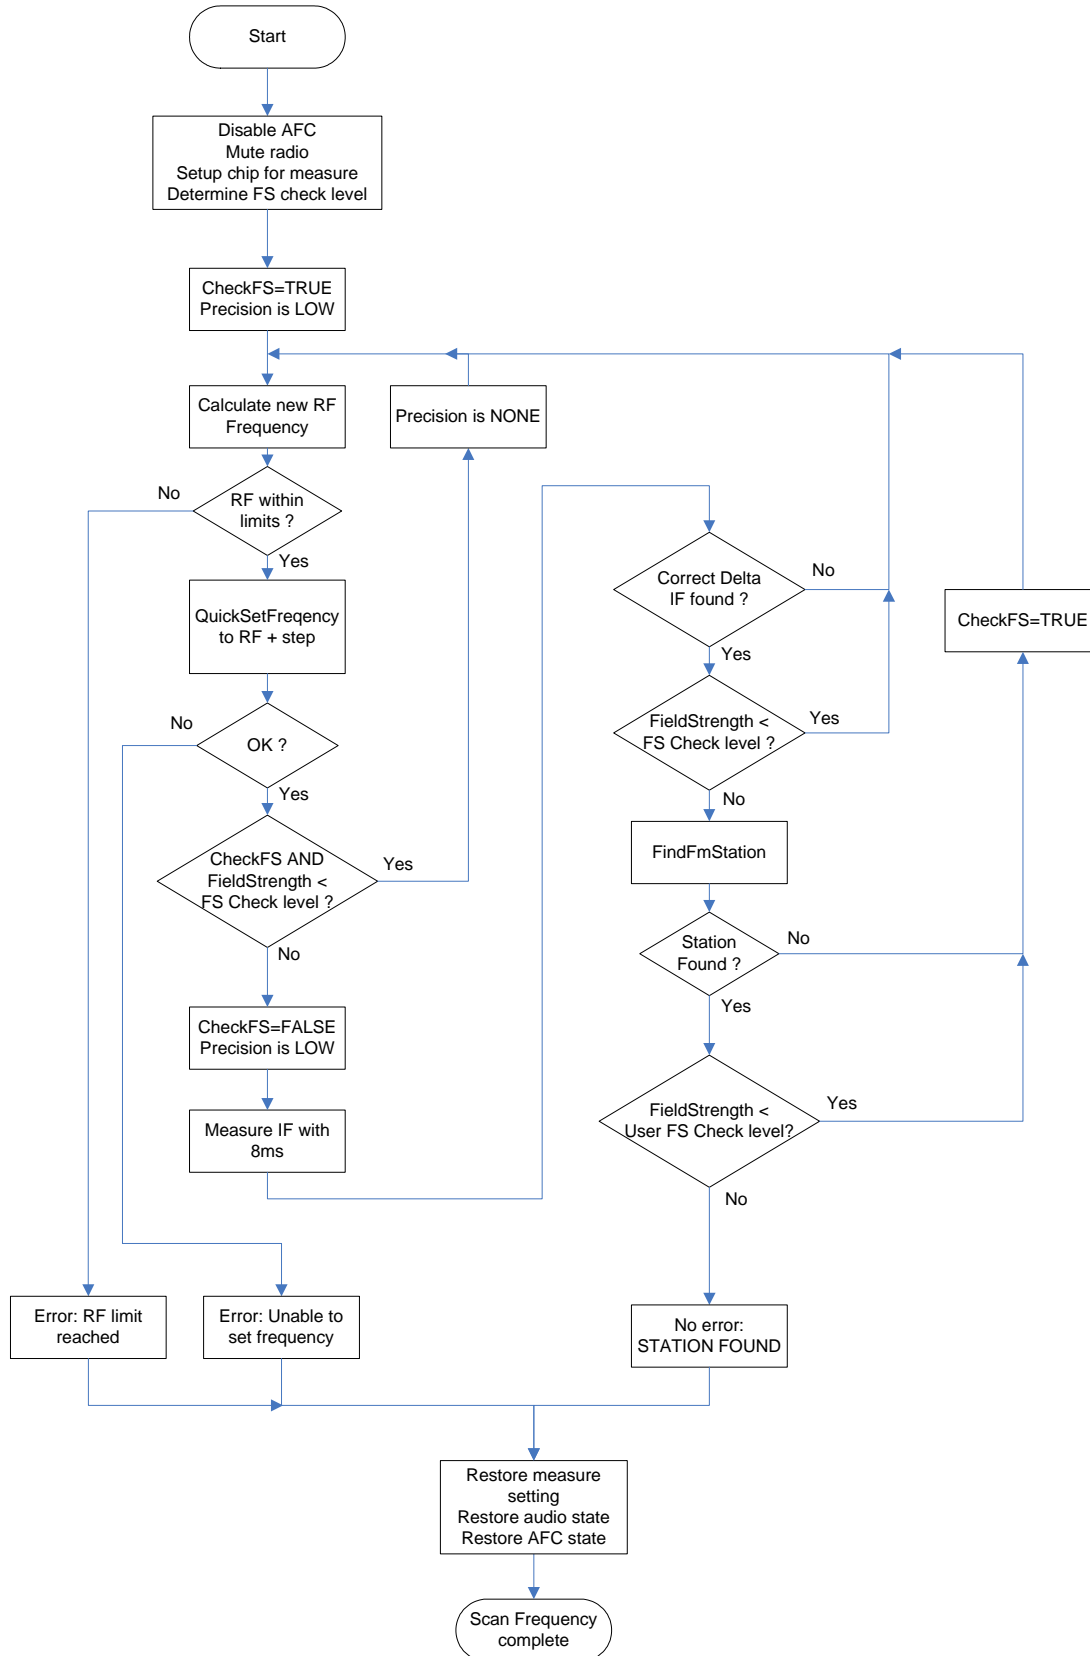 Start
Disable AFC
Mute radio
Setup chip for measure
Determine FS check level
CheckFS=TRUE
Precision is LOW
Calculate new RF
Frequency
Precision is NONE
No
RF within
limits ?
Yes
Correct Delta
IF found ?
No
QuickSetFreqency
to RF + step
CheckFS=TRUE
Yes
No
OK ?
FieldStrength <
FS Check level ?
Yes
Yes
No
CheckFS AND
FieldStrength <
FS Check level ?
Yes
FindFmStation
No
Station
Found ?
No
Yes
CheckFS=FALSE
Precision is LOW
FieldStrength <
User FS Check level?
Yes
Measure IF with
8ms
No
Error: RF limit
reached
Error: Unable to
set frequency
No error:
STATION FOUND
Restore measure
setting
Restore audio state
Restore AFC state
Scan Frequency
complete